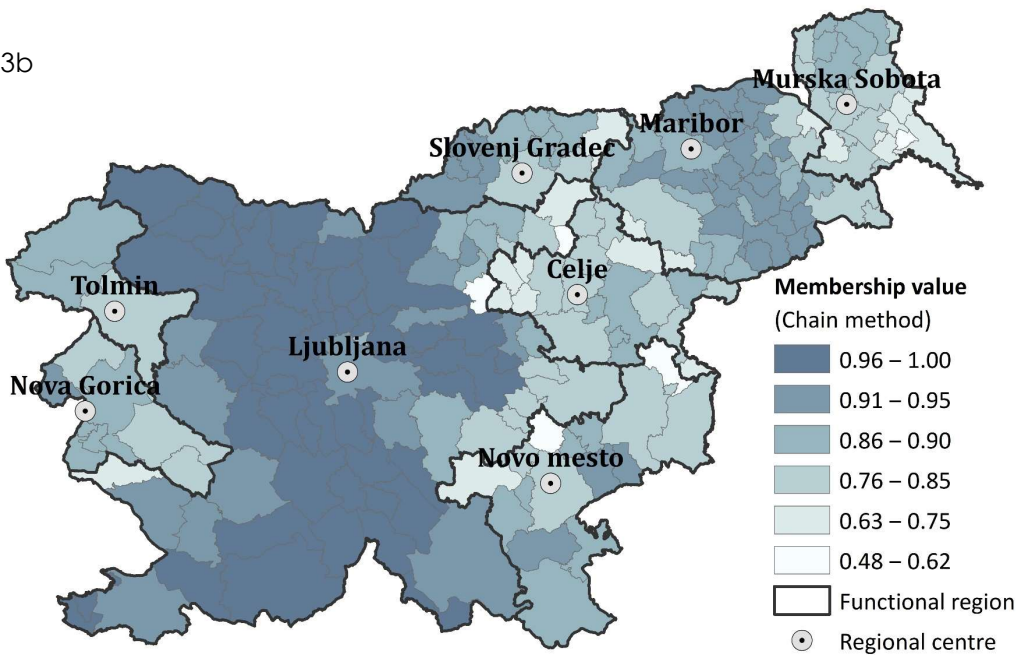 3b
Murska Sobota
Maribor
Slovenj Gradec
Celje
Tolmin
Ljubljana
Nova Gorica
Novo mesto
Membership value
(Chain method)
0.96 – 1.00
0.91 – 0.95
0.86 – 0.90
0.76 – 0.85
0.63 – 0.75
0.48 – 0.62
Functional region
Regional centre